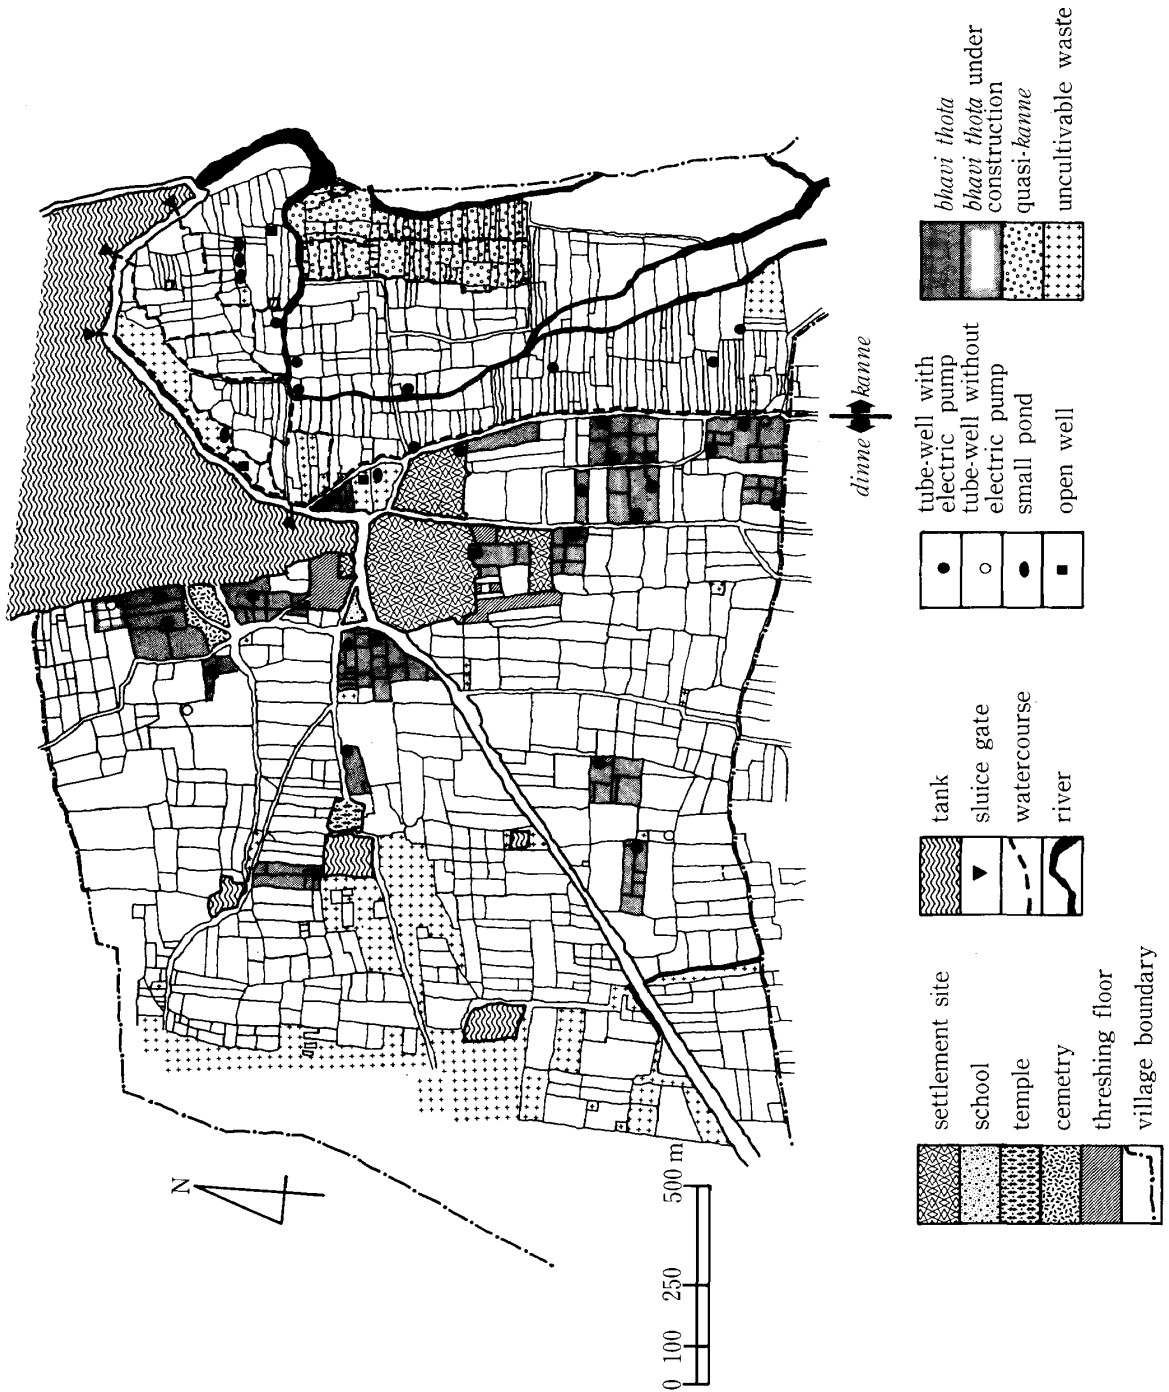 N
0 100 250 500 m
dinne
kanne
settlement site
school
temple
cemetry
threshing floor
village boundary
tank
sluice gate
watercourse
river
tube-well with
electric pump
tube-well without
electric pump
small pond
open well
bhavi thota
bhavi thota under
construction
quasi-kanne
uncultivable waste